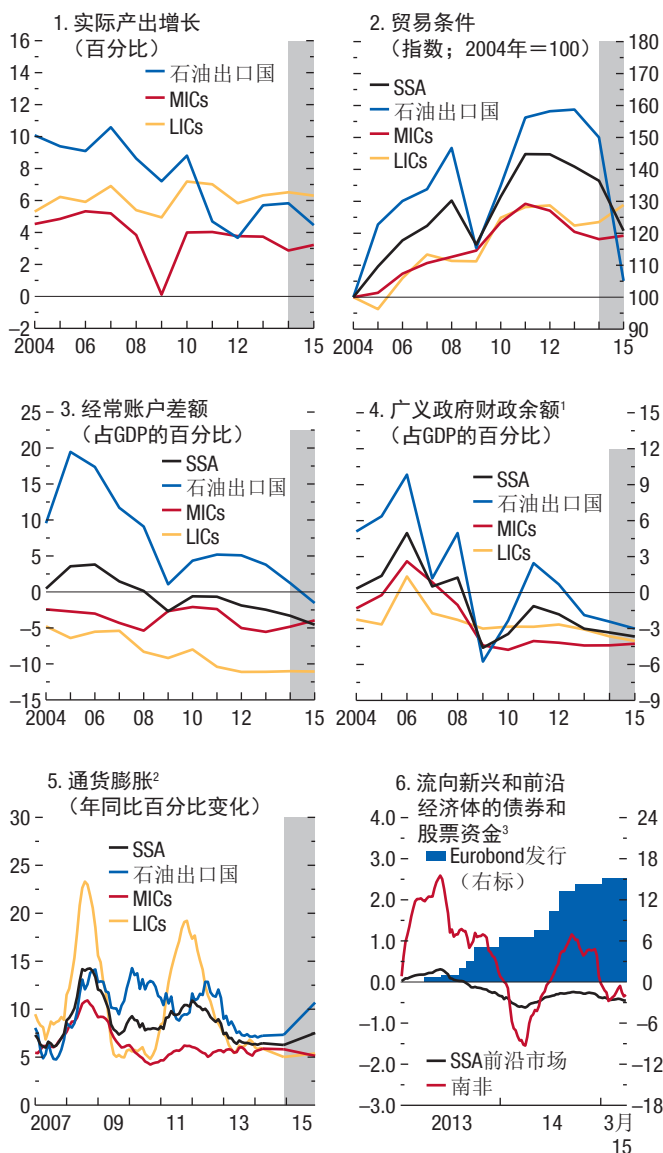 1. 实际产出增长
（百分比）
石油出口国
MICs
LICs
16
14
12
10
8
6
4
2
0
–2
2004 06 08 10 12 15
2. 贸易条件
（指数；2004年＝100）
SSA
石油出口国
MICs
LICs
180
170
160
150
140
130
120
110
100
90
2004 06 08 10 12 15
3. 经常账户差额
（占GDP的百分比）
SSA
石油出口国
MICs
LICs
25
20
15
10
5
0
–5
–10
–15
2004 06 08 10 12 15
4. 广义政府财政余额¹
（占GDP的百分比）
SSA
石油出口国
MICs
LICs
15
12
9
6
3
0
–3
–6
–9
2004 06 08 10 12 15
5. 通货膨胀²
（年同比百分比变化）
SSA
石油出口国
MICs
LICs
30
25
20
15
10
5
0
2007 09 11 13 15
6. 流向新兴和前沿
经济体的债券和
股票资金³
Eurobond发行
（右标）
SSA前沿市场
南非
4.0
3.0
2.0
1.0
0.0
–1.0
–2.0
–3.0
24
18
12
6
0
–6
–12
–18
2013 14 3月
15